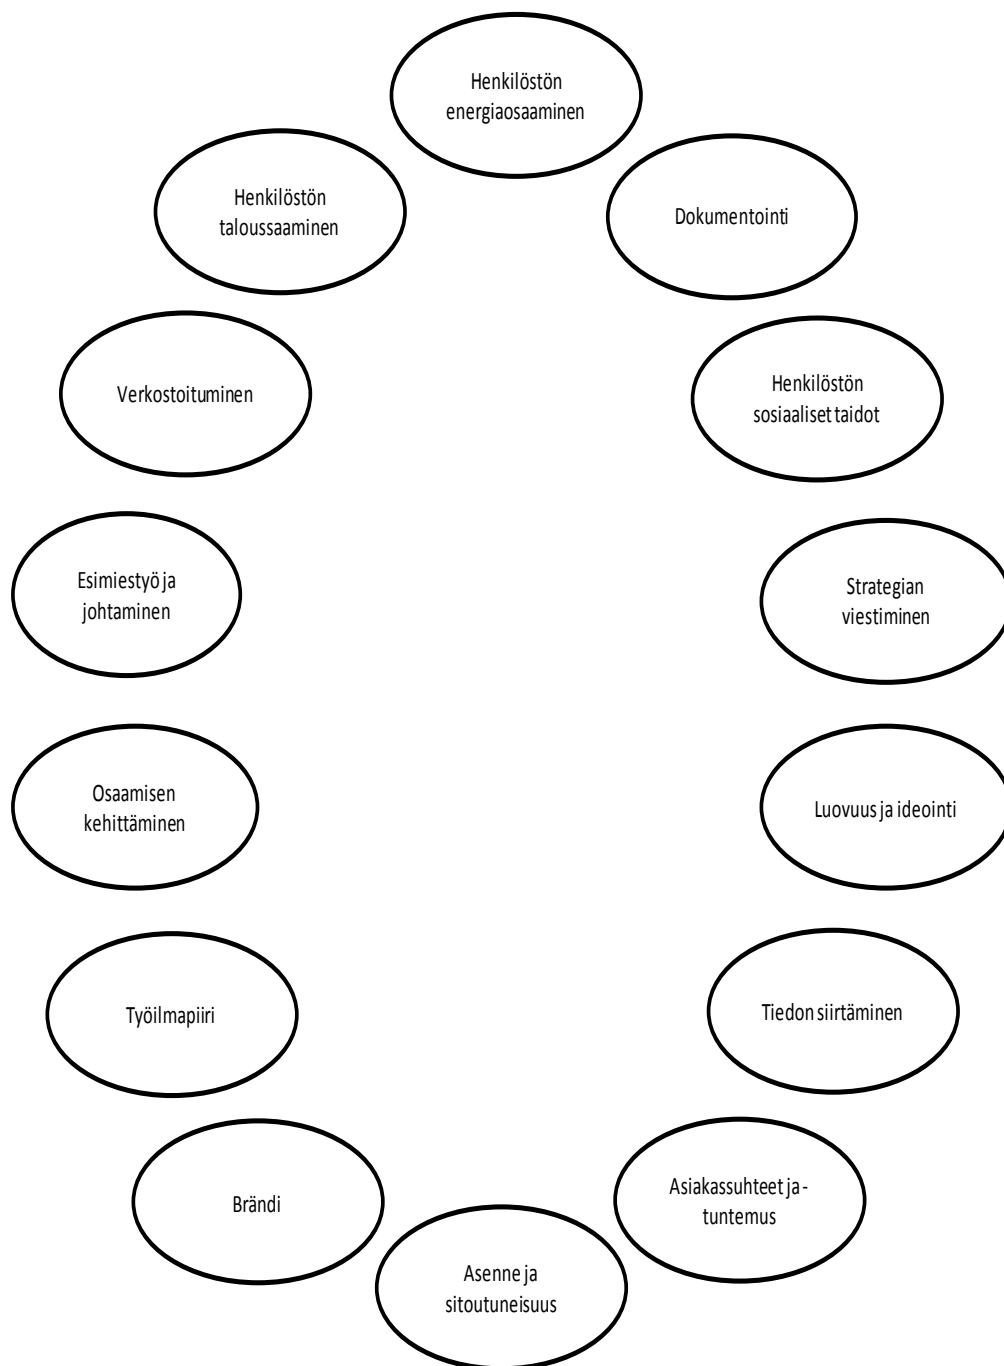 Henkilöstön
energiaosaaminen
Henkilöstön
taloussaaminen
Dokumentointi
Verkostoituminen
Henkilöstön
sosiaaliset taidot
Esimiestyö ja
johtaminen
Strategian
viestiminen
Osaamisen
kehittäminen
Luovuus ja ideointi
Työilmapiiri
Tiedon siirtäminen
Brändi
Asiakassuhteet ja -
tuntemus
Asenne ja
sitoutuneisuus